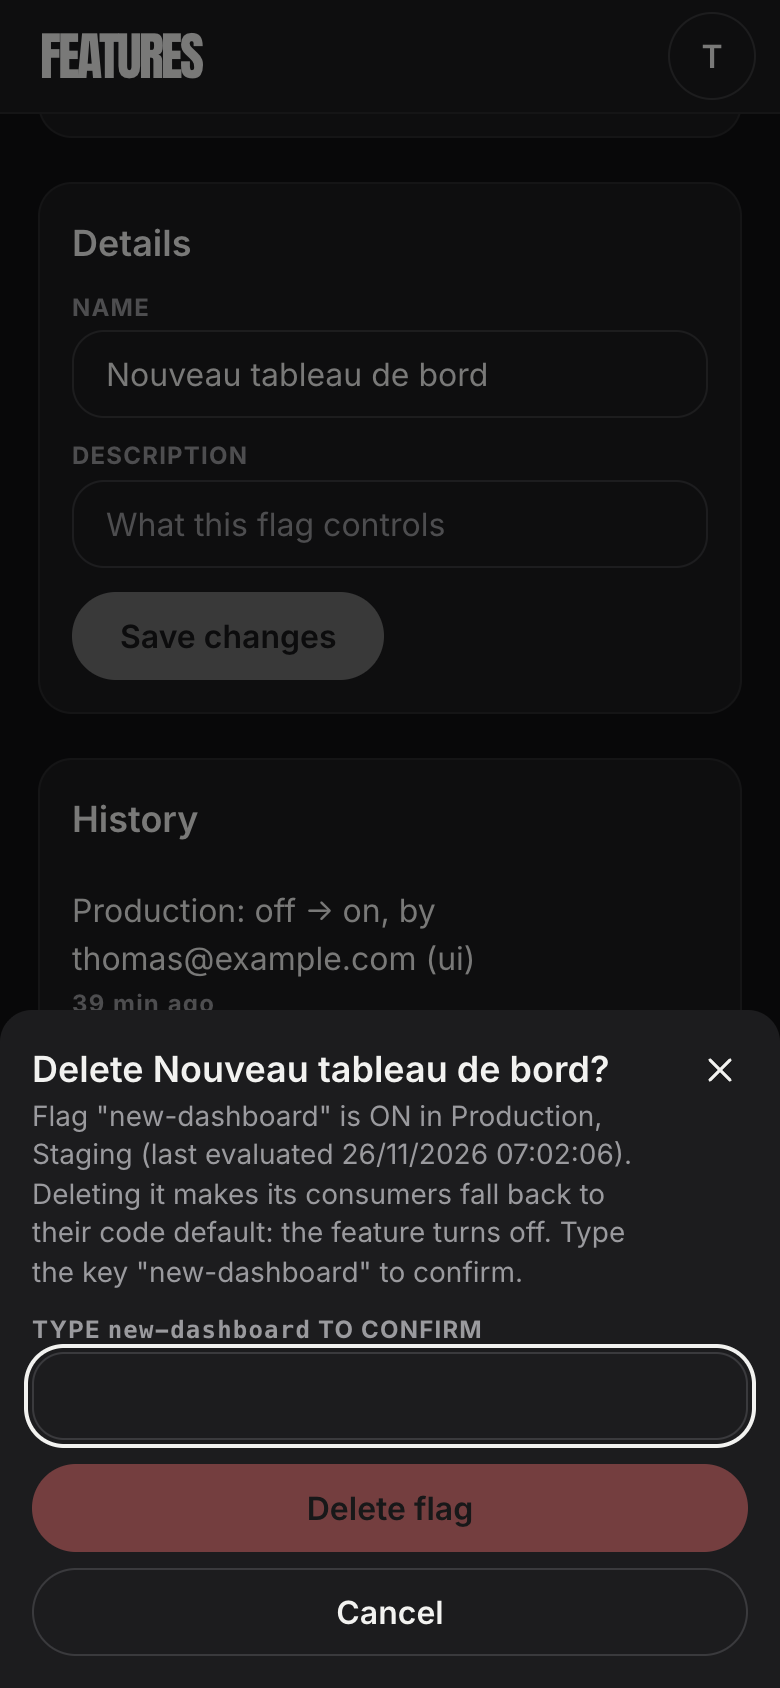 FEATURES
T
Details
NAME
Nouveau tableau de bord
DESCRIPTION
What this flag controls
Save changes
History
Production: off → on, by
thomas@example.com (ui)
39 min ago
Delete Nouveau tableau de bord?
Flag "new-dashboard" is ON in Production,
Staging (last evaluated 26/11/2026 07:02:06).
Deleting it makes its consumers fall back to
their code default: the feature turns off. Type
the key "new-dashboard" to confirm.
TYPE new-dashboard TO CONFIRM
Delete flag
Cancel